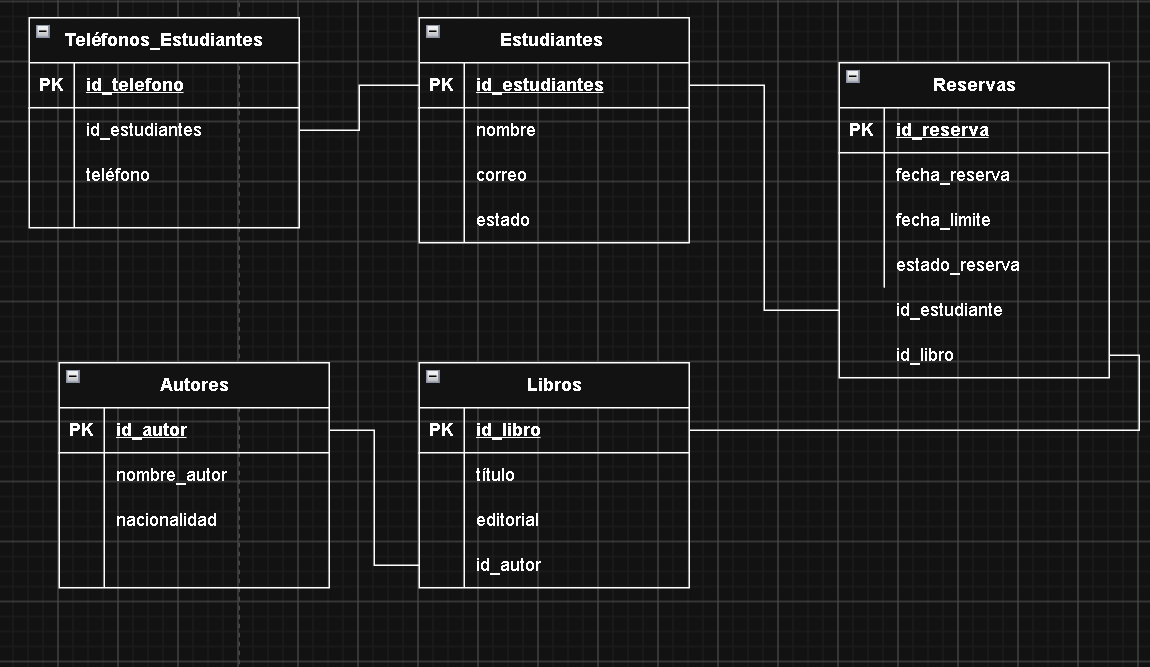 Teléfonos_Estudiantes
PK id_telefono
id_estudiantes
teléfono
Estudiantes
PK id_estudiantes
nombre
correo
estado
Reservas
PK id_reserva
fecha_reserva
fecha_limite
estado_reserva
id_estudiante
id_libro
Autores
PK id_autor
nombre_autor
nacionalidad
Libros
PK id_libro
título
editorial
id_autor